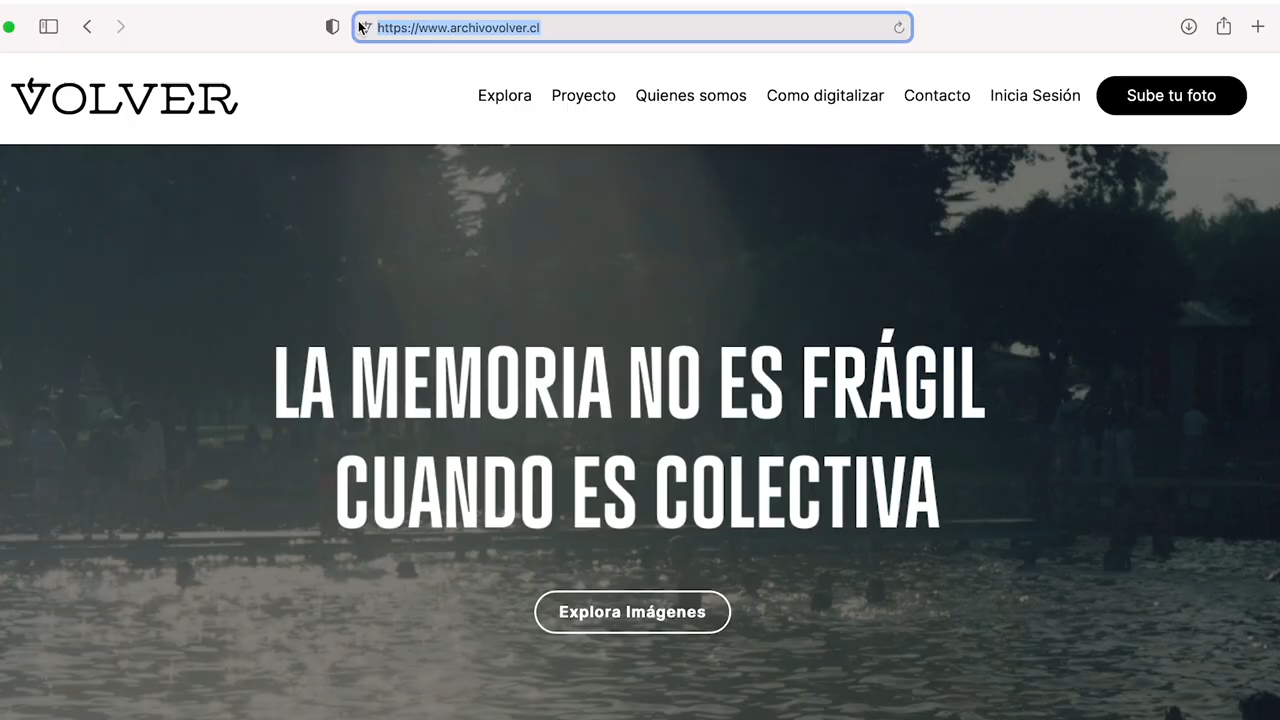 https://www.archivovolver.cl
VOLVER
Explora Proyecto Quienes somos Como digitalizar Contacto Inicia Sesión Sube tu foto
LA MEMORIA NO ES FRÁGIL
CUANDO ES COLECTIVA
Explora Imágenes